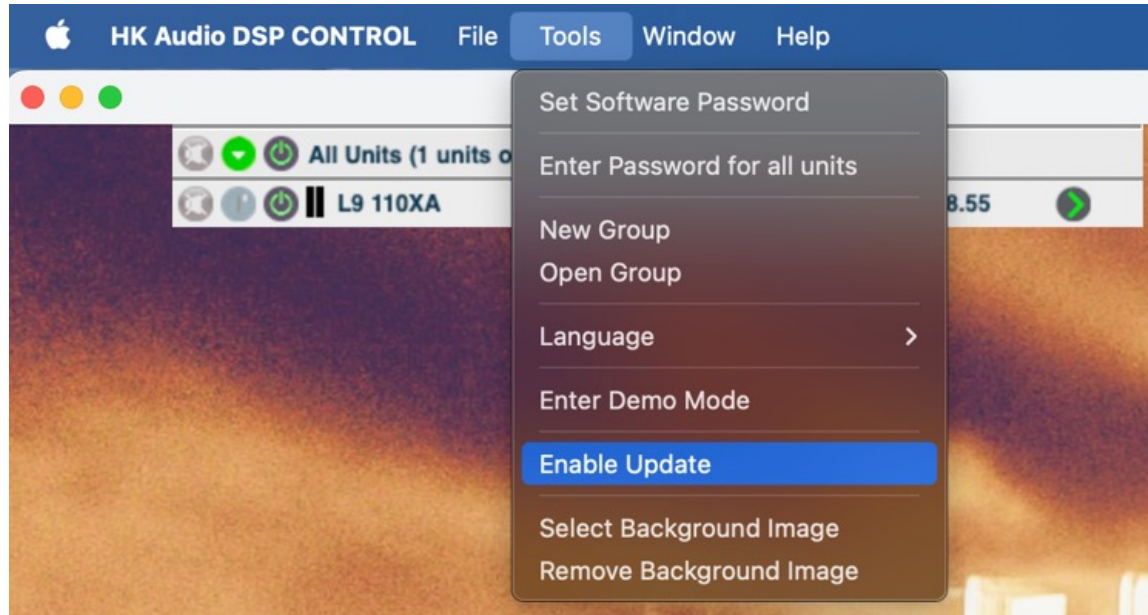 HK Audio DSP CONTROL File Tools Window Help
Set Software Password
All Units (1 units o
Enter Password for all units
L9 110XA
8.55
New Group
Open Group
Language
Enter Demo Mode
Enable Update
Select Background Image
Remove Background Image